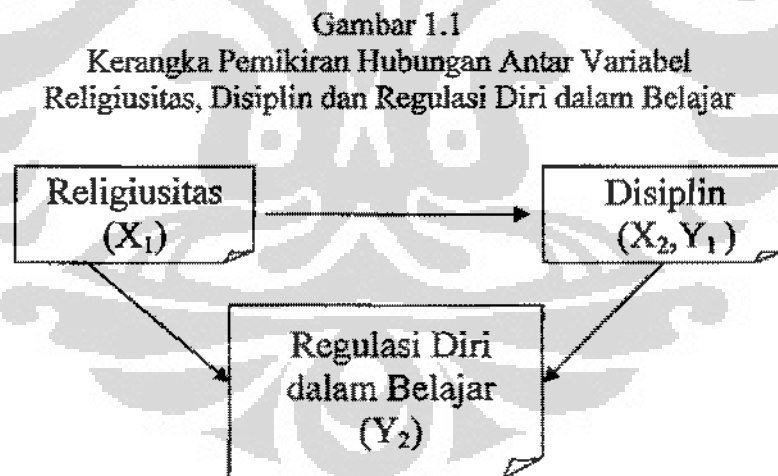 Gambar 1.1
Kerangka Pemikiran Hubungan Antar Variabel
Religiusitas, Disiplin dan Regulasi Diri dalam Belajar
Religiusitas
(X₁)
Disiplin
(X₂,Y₁)
Regulasi Diri
dalam Belajar
(Y₂)